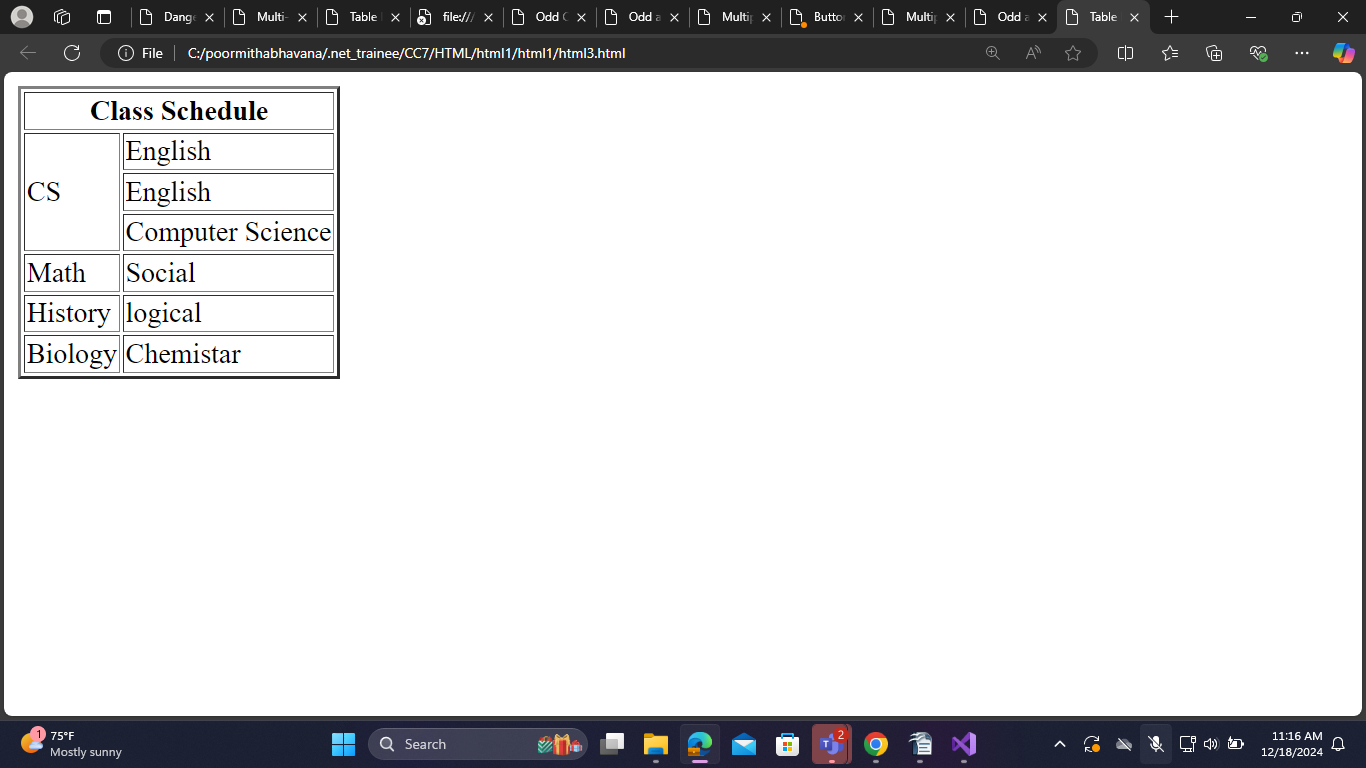 Dange
Multi-
Table
file:///
Odd C
Odd a
Multip
Butto
Multip
Odd a
Table
File
C:/poormithabhavana/.net_trainee/CC7/HTML/html1/html1/html3.html
Class Schedule
CS
English
English
Computer Science
Math Social
History logical
Biology Chemistar
1
75°F
Mostly sunny
Search
2
11:16 AM
12/18/2024